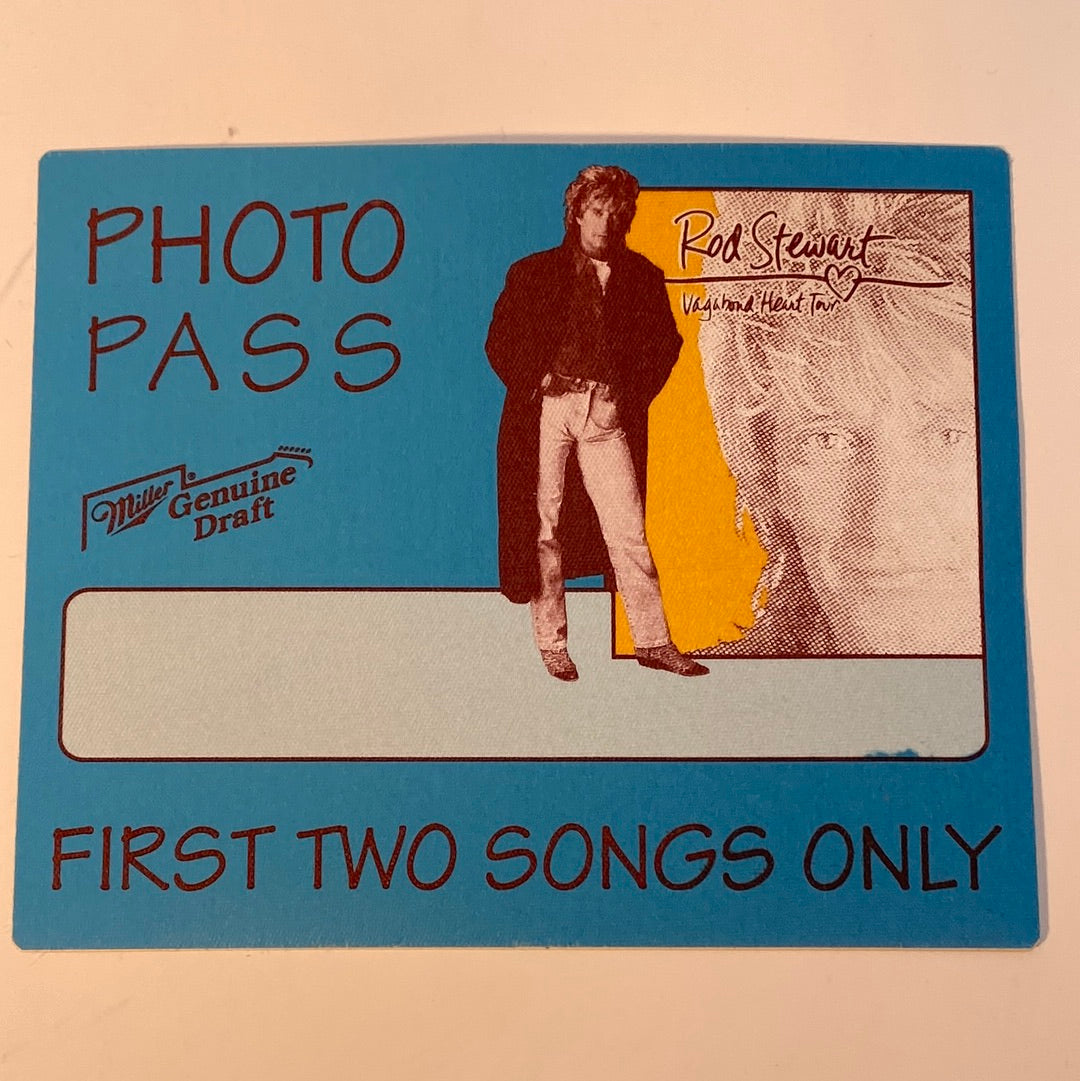 PHOTO
PASS
Rod Stewart
Vagabond Heart Tour
Miller Genuine
Draft
FIRST TWO SONGS ONLY